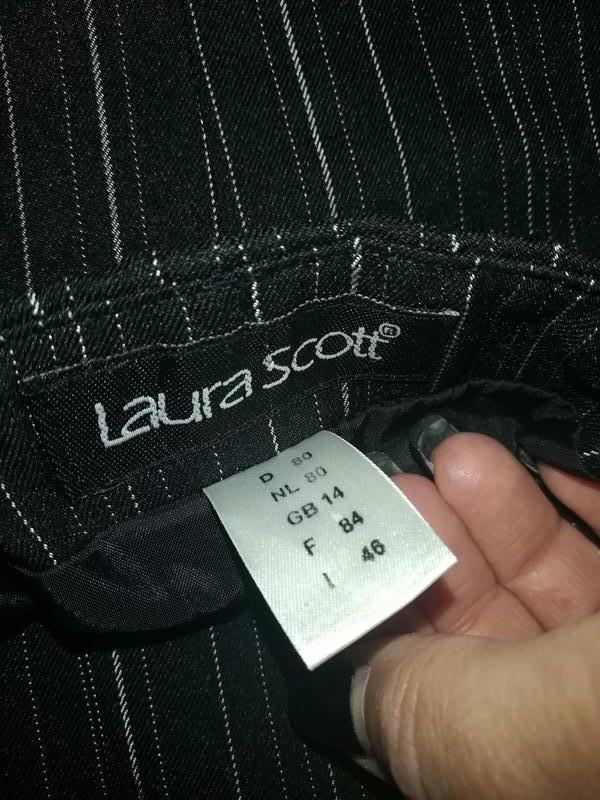 Laura Scott®
D 80
NL 80
GB 14
F 84
I 46